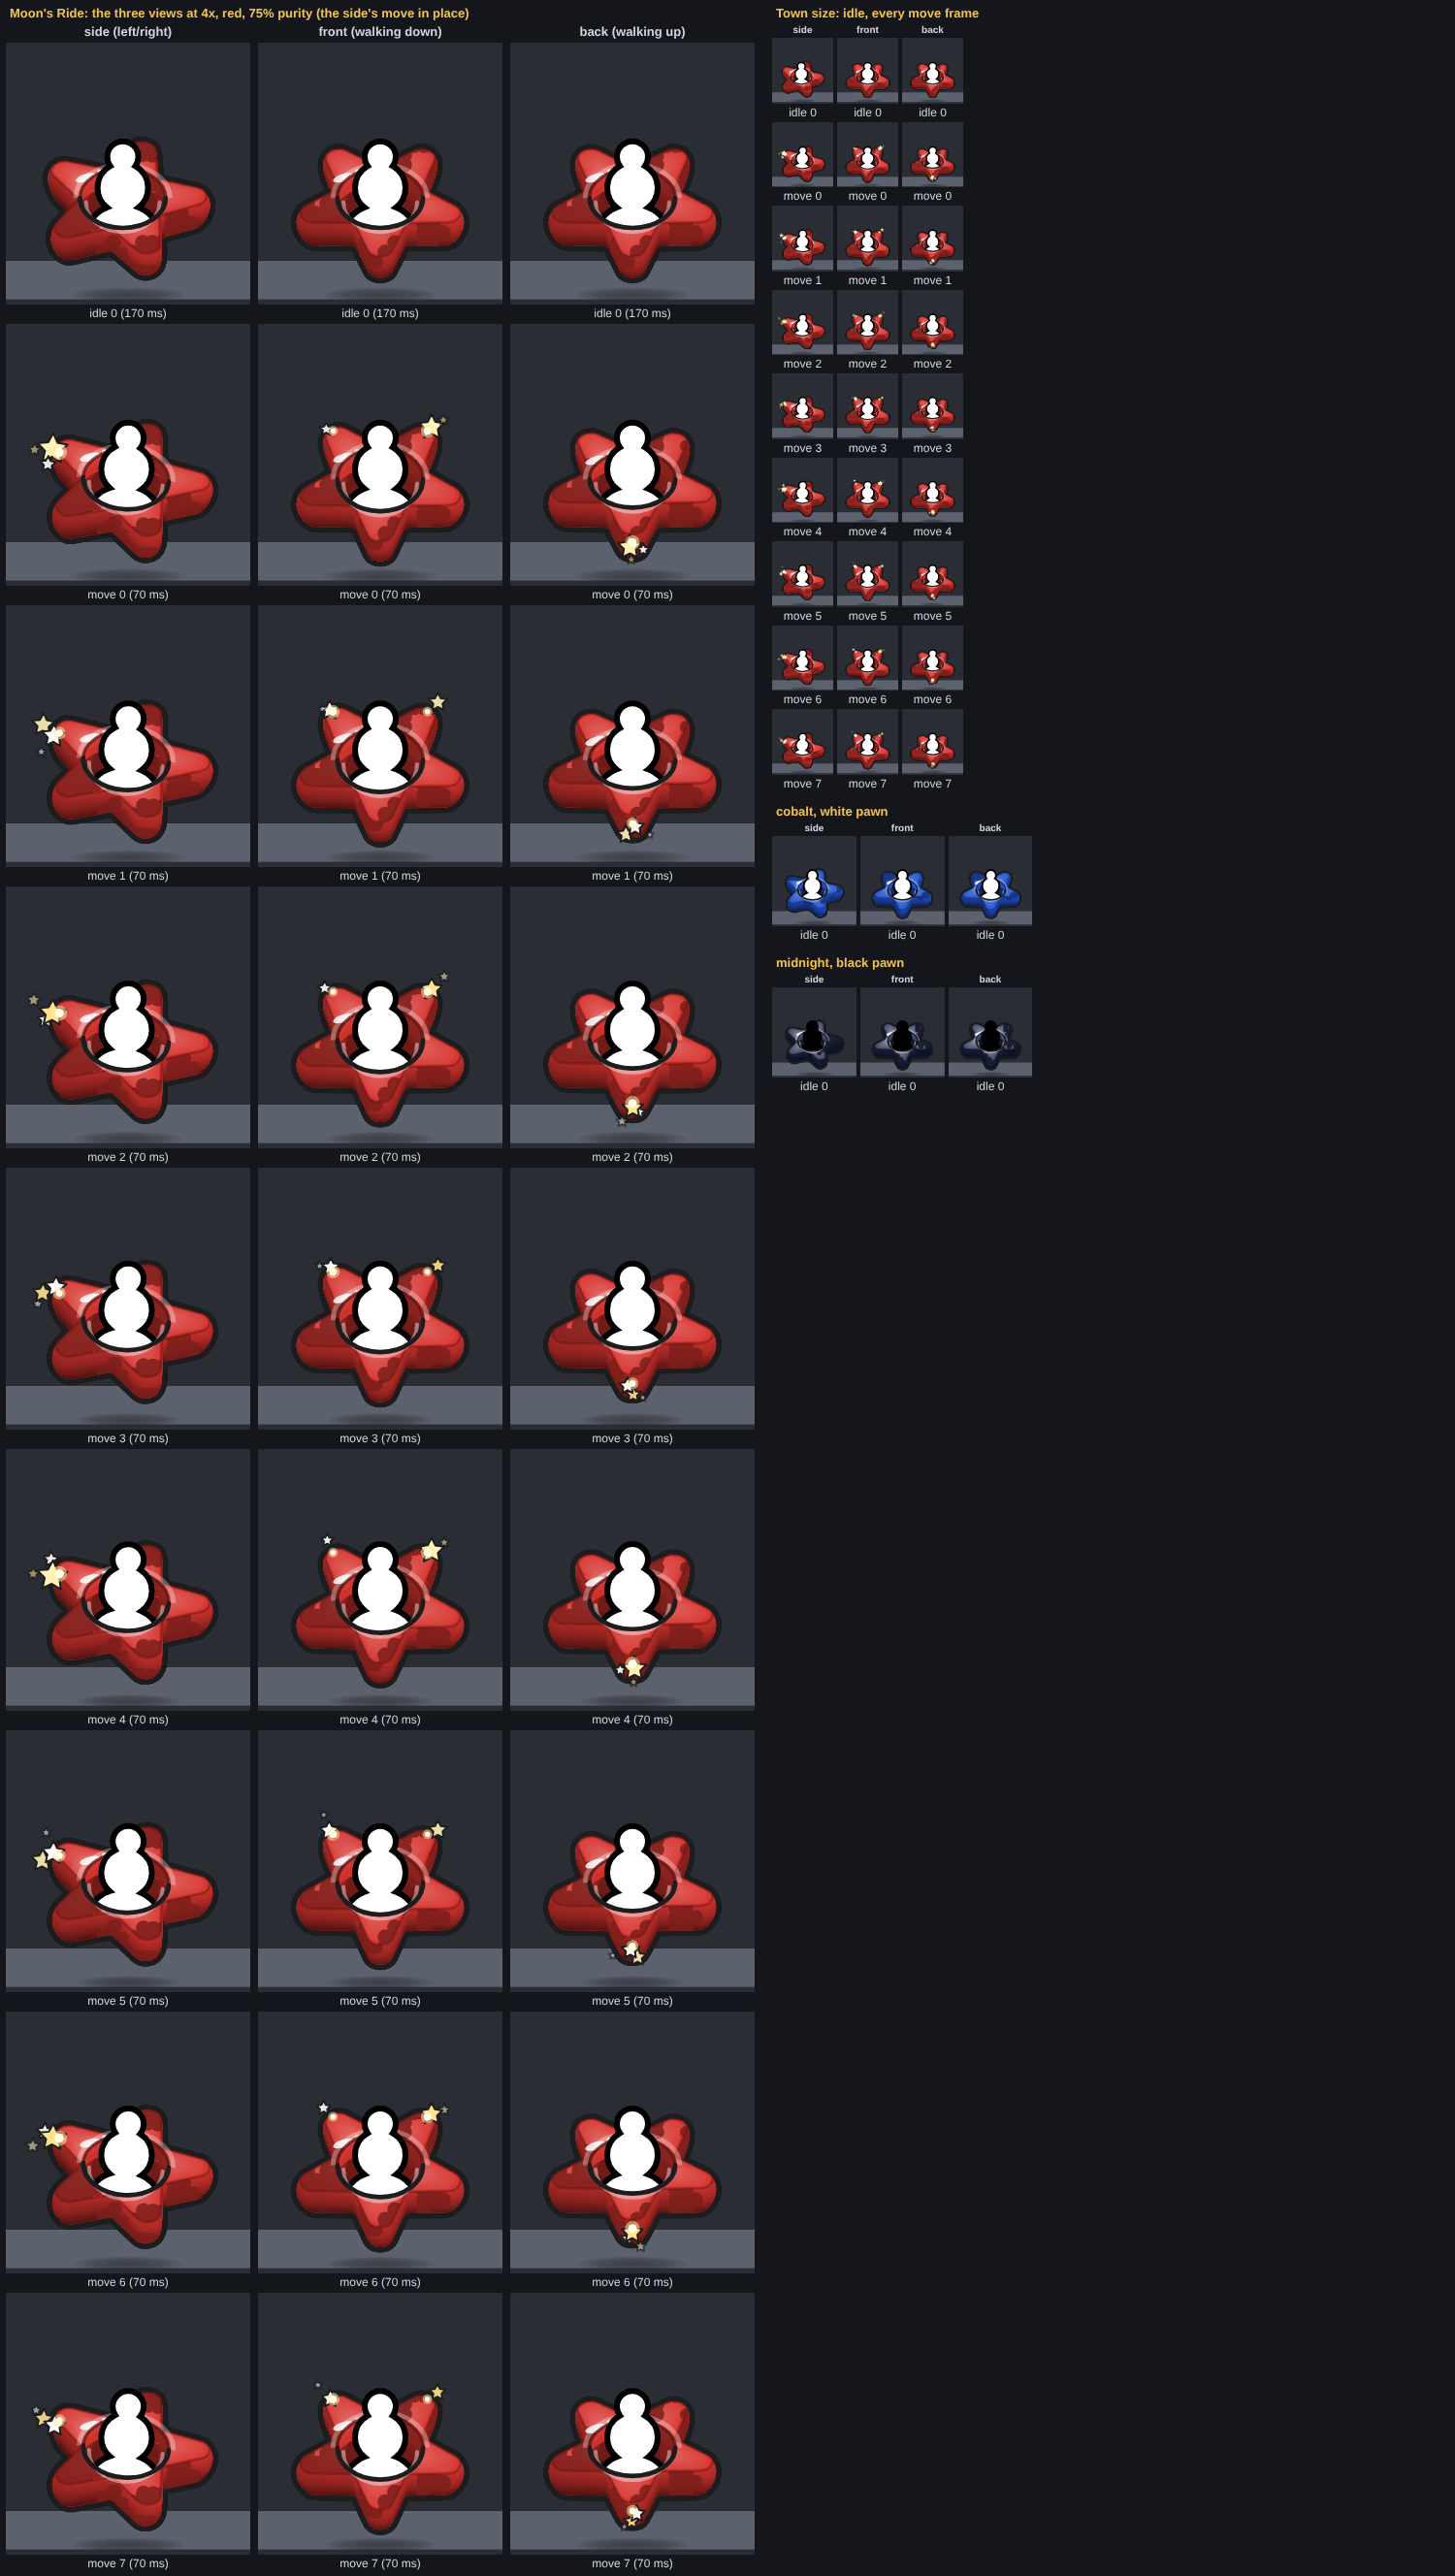 Moon's Ride: the three views at 4x, red, 75% purity (the side's move in place)
side (left/right) front (walking down) back (walking up)
idle 0 (170 ms) idle 0 (170 ms) idle 0 (170 ms)
move 0 (70 ms) move 0 (70 ms) move 0 (70 ms)
move 1 (70 ms) move 1 (70 ms) move 1 (70 ms)
move 2 (70 ms) move 2 (70 ms) move 2 (70 ms)
move 3 (70 ms) move 3 (70 ms) move 3 (70 ms)
move 4 (70 ms) move 4 (70 ms) move 4 (70 ms)
move 5 (70 ms) move 5 (70 ms) move 5 (70 ms)
move 6 (70 ms) move 6 (70 ms) move 6 (70 ms)
move 7 (70 ms) move 7 (70 ms) move 7 (70 ms)
Town size: idle, every move frame
side front back
idle 0 idle 0 idle 0
move 0 move 0 move 0
move 1 move 1 move 1
move 2 move 2 move 2
move 3 move 3 move 3
move 4 move 4 move 4
move 5 move 5 move 5
move 6 move 6 move 6
move 7 move 7 move 7
cobalt, white pawn
side front back
idle 0 idle 0 idle 0
midnight, black pawn
side front back
idle 0 idle 0 idle 0